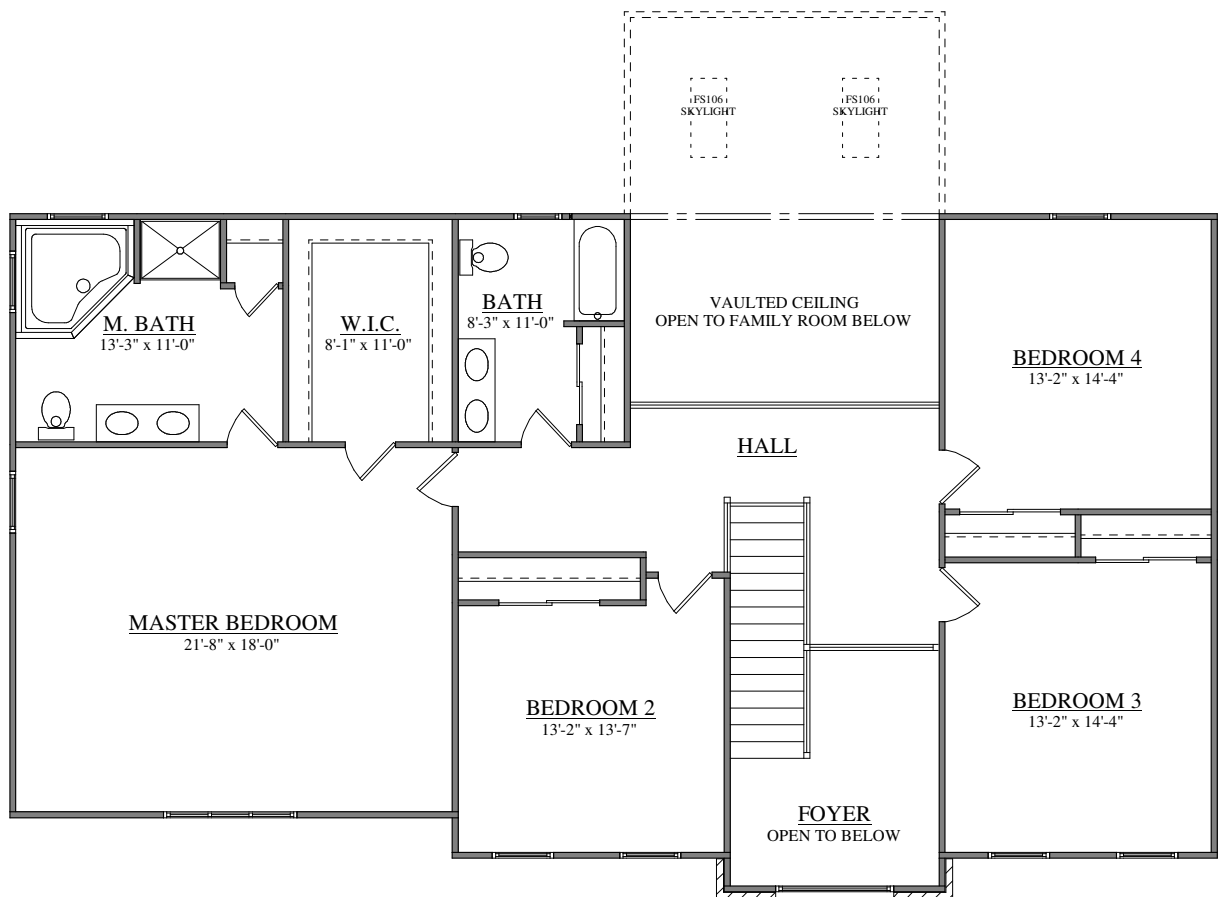 FS106
SKYLIGHT
FS106
SKYLIGHT
M. BATH
13'-3" x 11'-0"
W.I.C.
8'-1" x 11'-0"
BATH
8'-3" x 11'-0"
VAULTED CEILING
OPEN TO FAMILY ROOM BELOW
BEDROOM 4
13'-2" x 14'-4"
HALL
MASTER BEDROOM
21'-8" x 18'-0"
BEDROOM 2
13'-2" x 13'-7"
BEDROOM 3
13'-2" x 14'-4"
FOYER
OPEN TO BELOW